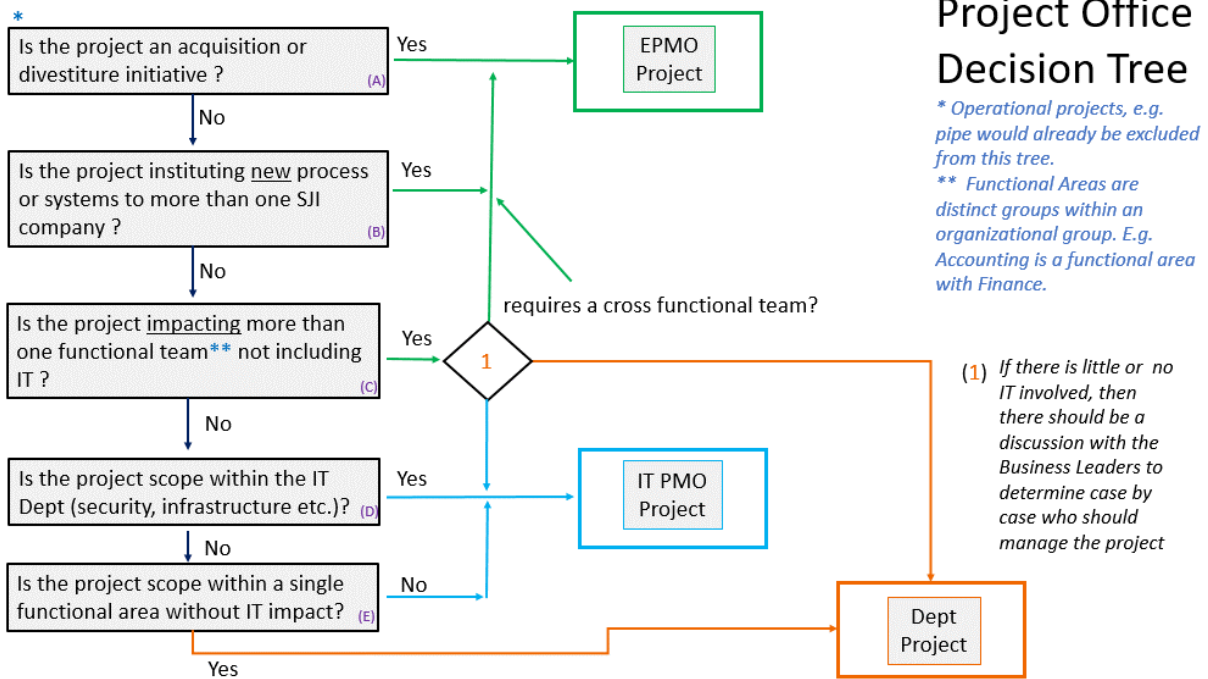 Project Office
Decision Tree
* Operational projects, e.g.
pipe would already be excluded
from this tree.
** Functional Areas are
distinct groups within an
organizational group. E.g.
Accounting is a functional area
with Finance.
*
Is the project an acquisition or
divestiture initiative ?
(A)
Yes
EPMO
Project
No
Is the project instituting new process
or systems to more than one SJI
company ?
(B)
Yes
No
requires a cross functional team?
Is the project impacting more than
one functional team** not including
IT ?
(C)
Yes
1
(1) If there is little or no
IT involved, then
there should be a
discussion with the
Business Leaders to
determine case by
case who should
manage the project
No
Is the project scope within the IT
Dept (security, infrastructure etc.)? (D)
Yes
IT PMO
Project
No
Is the project scope within a single
functional area without IT impact? (E)
No
Yes
Dept
Project